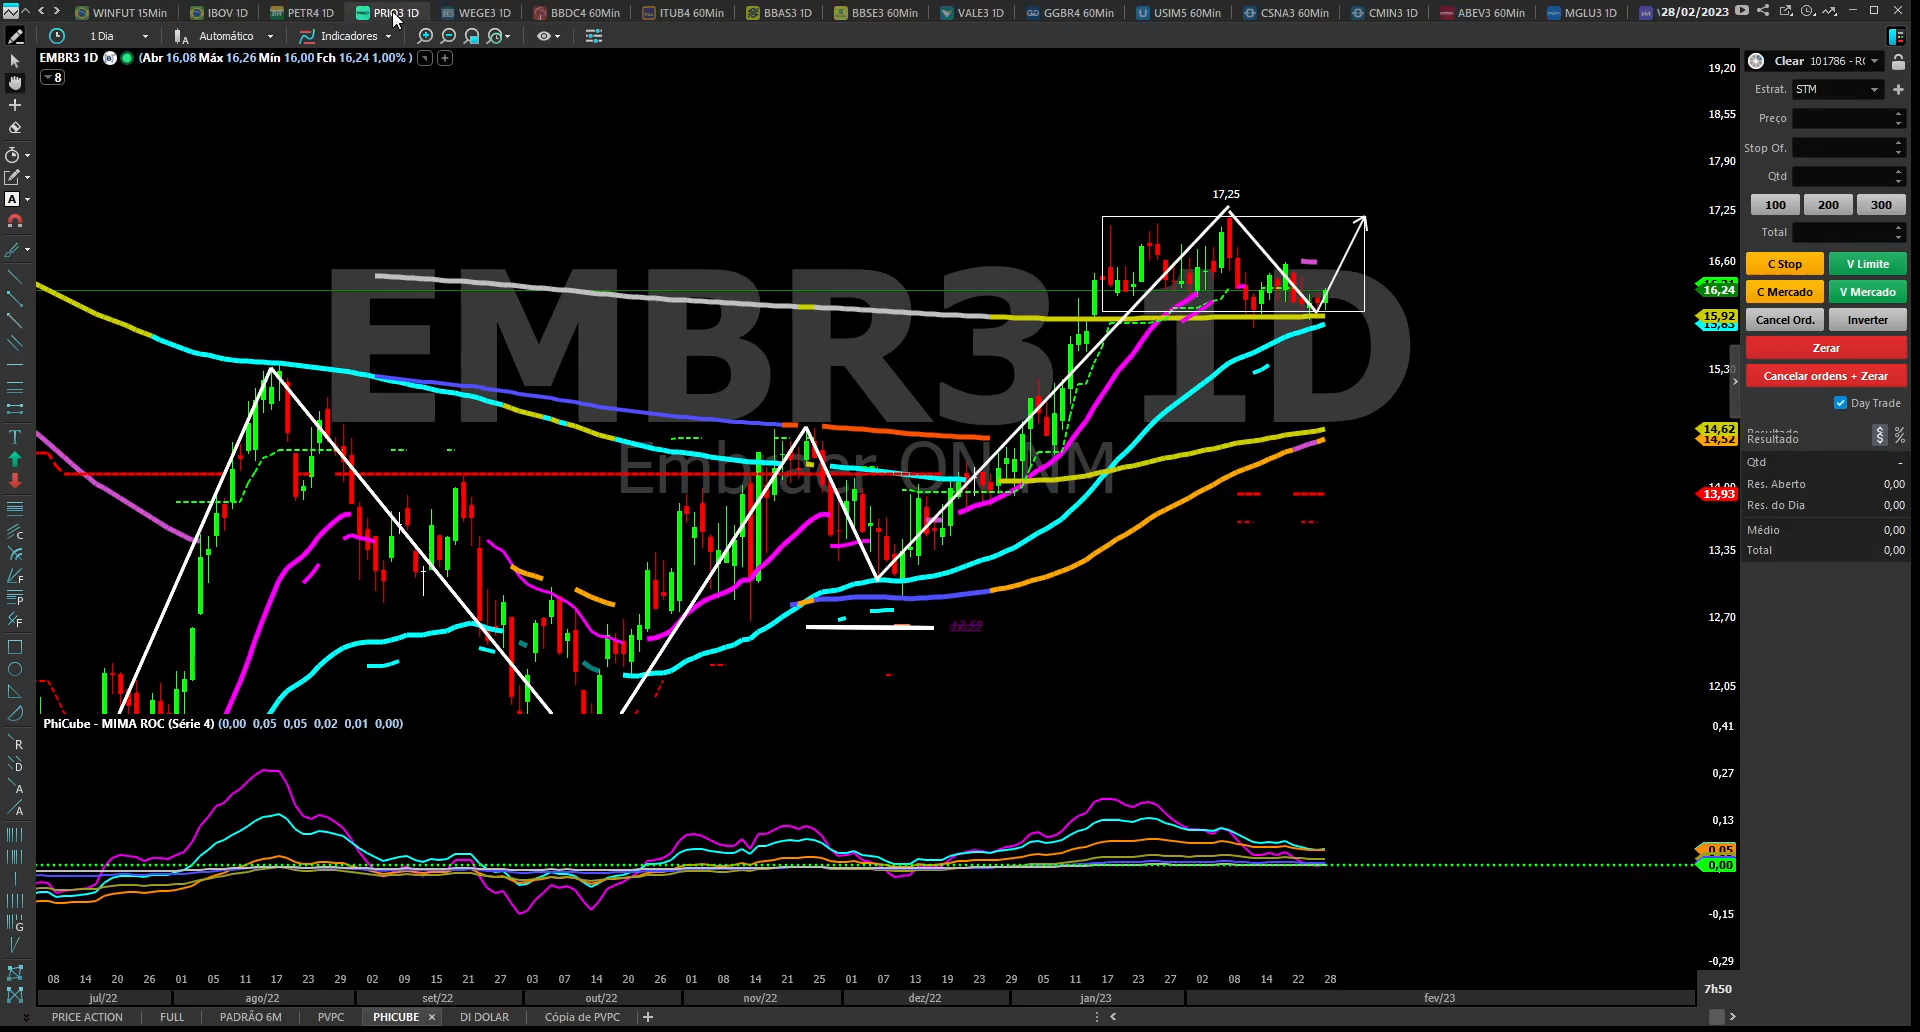 WINFUT 15Min
IBOV 1D
PETR4 1D
PRIO3 1D
WEGE3 1D
BBDC4 60Min
ITUB4 60Min
BBAS3 1D
BBSE3 60Min
VALE3 1D
GGBR4 60Min
USIM5 60Min
CSNA3 60Min
CMIN3 1D
ABEV3 60Min
MGLU3 1D
28/02/2023
1 Dia
Automático
Indicadores
EMBR3 1D (Abr 16,08 Máx 16,26 Mín 16,00 Fch 16,24 1,00% )
8
EMBR3 1D
Embraer ON NM
17,25
12,59
19,20
18,55
17,90
17,25
16,60
16,24
15,92
15,83
15,30
14,62
14,52
13,93
13,35
12,70
12,05
PhiCube - MIMA ROC (Série 4) (0,00 0,05 0,05 0,02 0,01 0,00)
0,41
0,27
0,13
0,05
0,00
-0,15
-0,29
08 14 20 26 01 05 11 17 23 29 02 09 15 21 27 03 07 14 20 26 01 08 14 21 25 01 07 13 19 23 29 05 11 17 23 27 02 08 14 22 28
jul/22 ago/22 set/22 out/22 nov/22 dez/22 jan/23 fev/23
7h50
PRICE ACTION
FULL
PADRÃO 6M
PVPC
PHICUBE
DI DOLAR
Cópia de PVPC
Clear 101786 - R
Estrat. STM
Preço
Stop Of.
Qtd
100 200 300
Total
C Stop V Limite
C Mercado V Mercado
Cancel Ord. Inverter
Zerar
Cancelar ordens + Zerar
Day Trade
Resultado $ %
Qtd -
Res. Aberto 0,00
Res. do Dia 0,00
Médio 0,00
Total 0,00